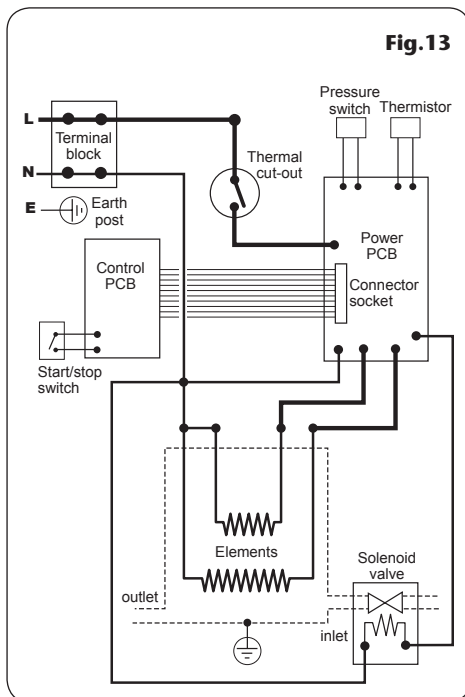 Fig.13
Pressure
switch
Thermistor
L
Terminal
block
Thermal
cut-out
N
E
Earth
post
Power
PCB
Control
PCB
Connector
socket
Start/stop
switch
Elements
Solenoid
valve
outlet
inlet